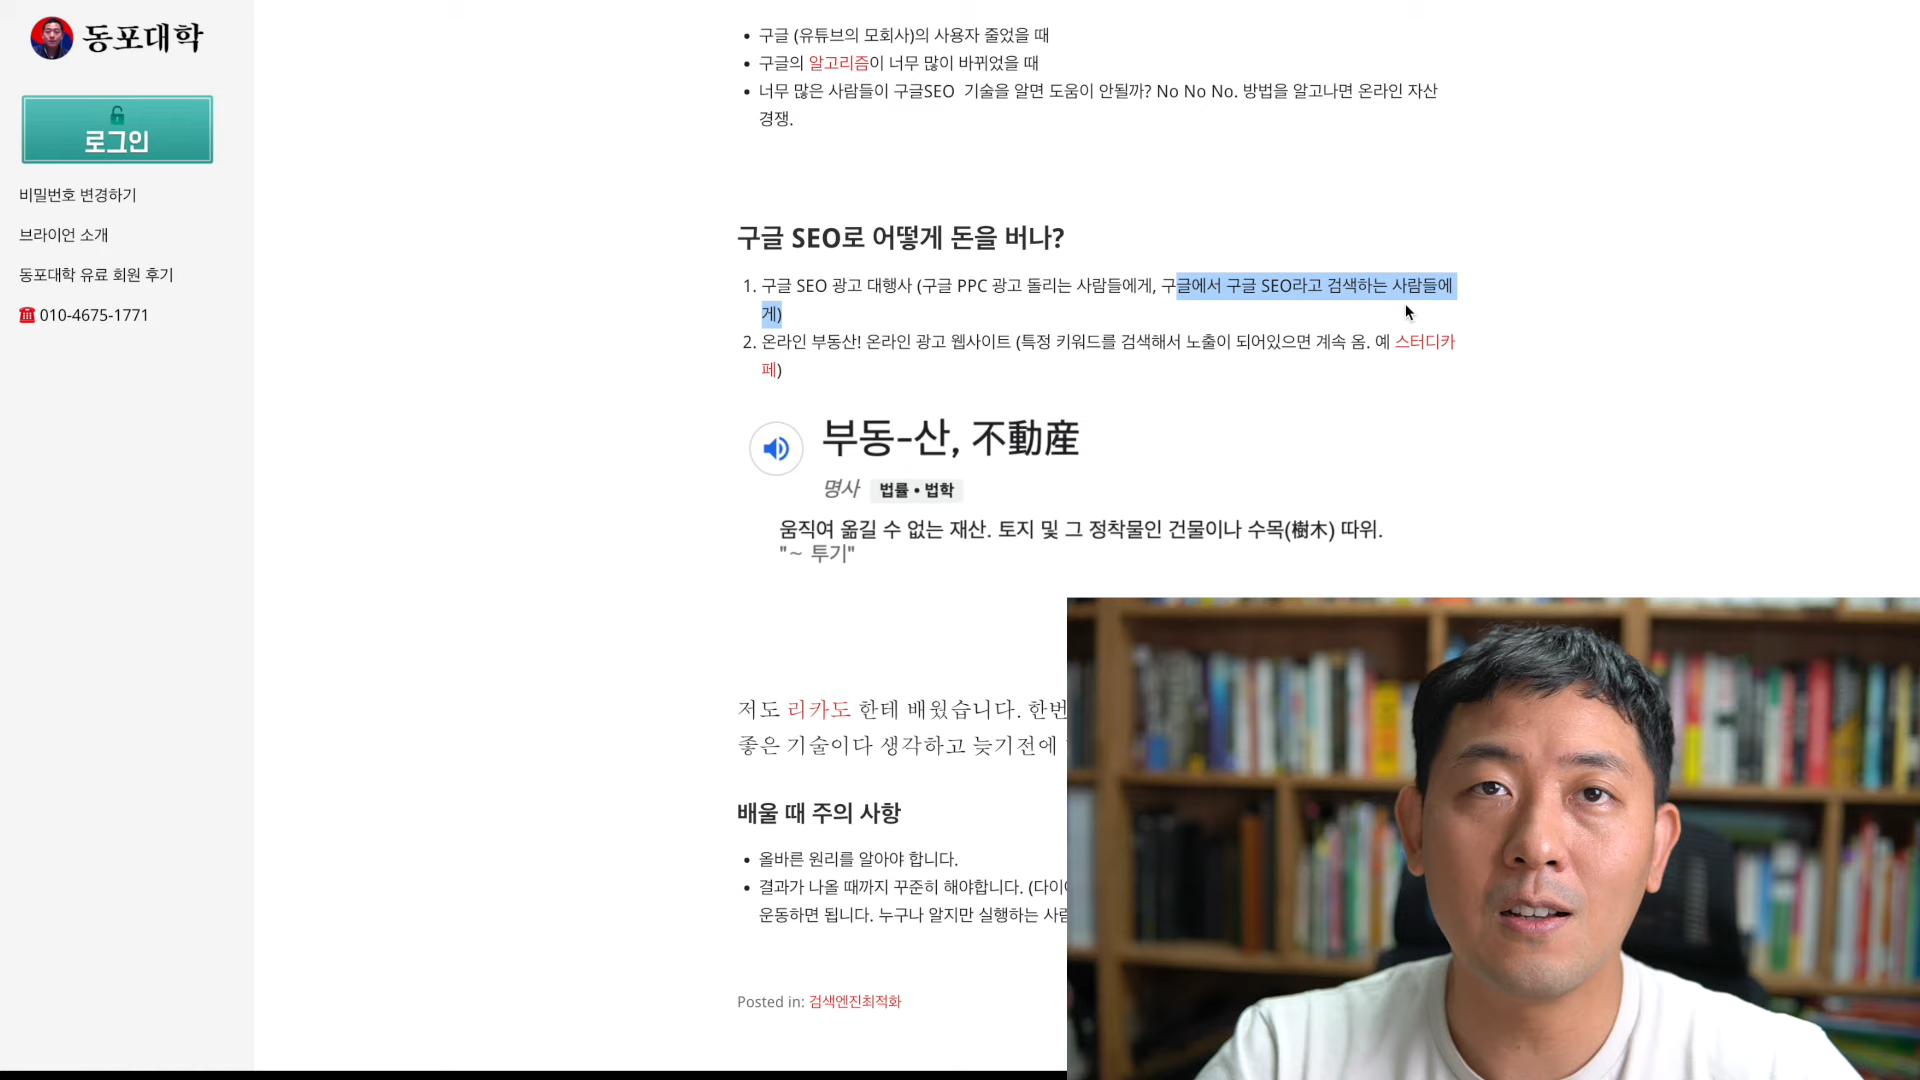 동포대학
로그인
비밀번호 변경하기
브라이언 소개
동포대학 유료 회원 후기
010-4675-1771
• 구글 (유튜브의 모회사)의 사용자 줄었을 때
• 구글의 알고리즘이 너무 많이 바뀌었을 때
• 너무 많은 사람들이 구글SEO 기술을 알면 도움이 안될까? No No No. 방법을 알고나면 온라인 자산
경쟁.
구글 SEO로 어떻게 돈을 버나?
1. 구글 SEO 광고 대행사 (구글 PPC 광고 돌리는 사람들에게, 구글에서 구글 SEO라고 검색하는 사람들에
게)
2. 온라인 부동산! 온라인 광고 웹사이트 (특정 키워드를 검색해서 노출이 되어있으면 계속 옴. 예 스터디카
페)
부동-산, 不動産
명사 법률 • 법학
움직여 옮길 수 없는 재산. 토지 및 그 정착물인 건물이나 수목(樹木) 따위.
"~ 투기"
저도 리카도 한테 배웠습니다. 한번
좋은 기술이다 생각하고 늦기전에
배울 때 주의 사항
• 올바른 원리를 알아야 합니다.
• 결과가 나올 때까지 꾸준히 해야합니다. (다이
운동하면 됩니다. 누구나 알지만 실행하는 사람
Posted in: 검색엔진최적화